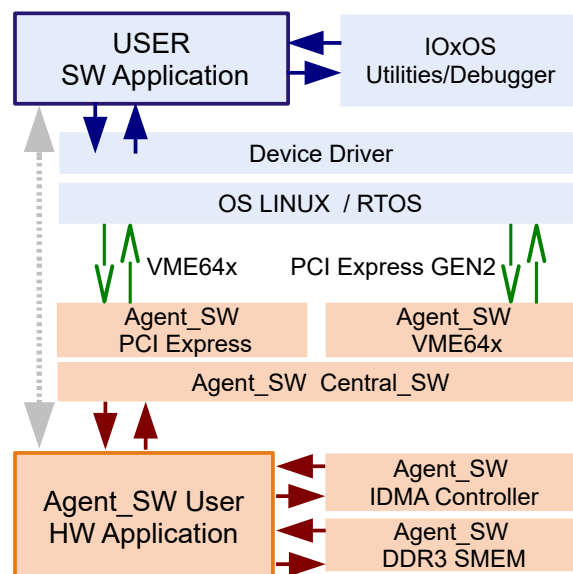 USER
SW Application
IOxOS
Utilities/Debugger
Device Driver
OS LINUX / RTOS
VME64x
PCI Express GEN2
Agent_SW
PCI Express
Agent_SW
VME64x
Agent_SW Central_SW
Agent_SW User
HW Application
Agent_SW
IDMA Controller
Agent_SW
DDR3 SMEM